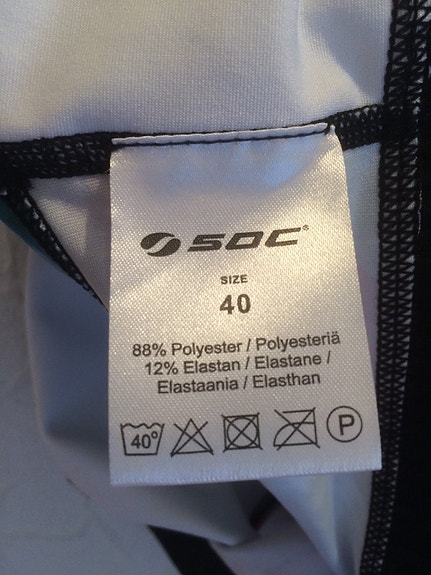 SOC®
SIZE
40
88% Polyester / Polyesteriä
12% Elastan / Elastane /
Elastaania / Elasthan
40° P